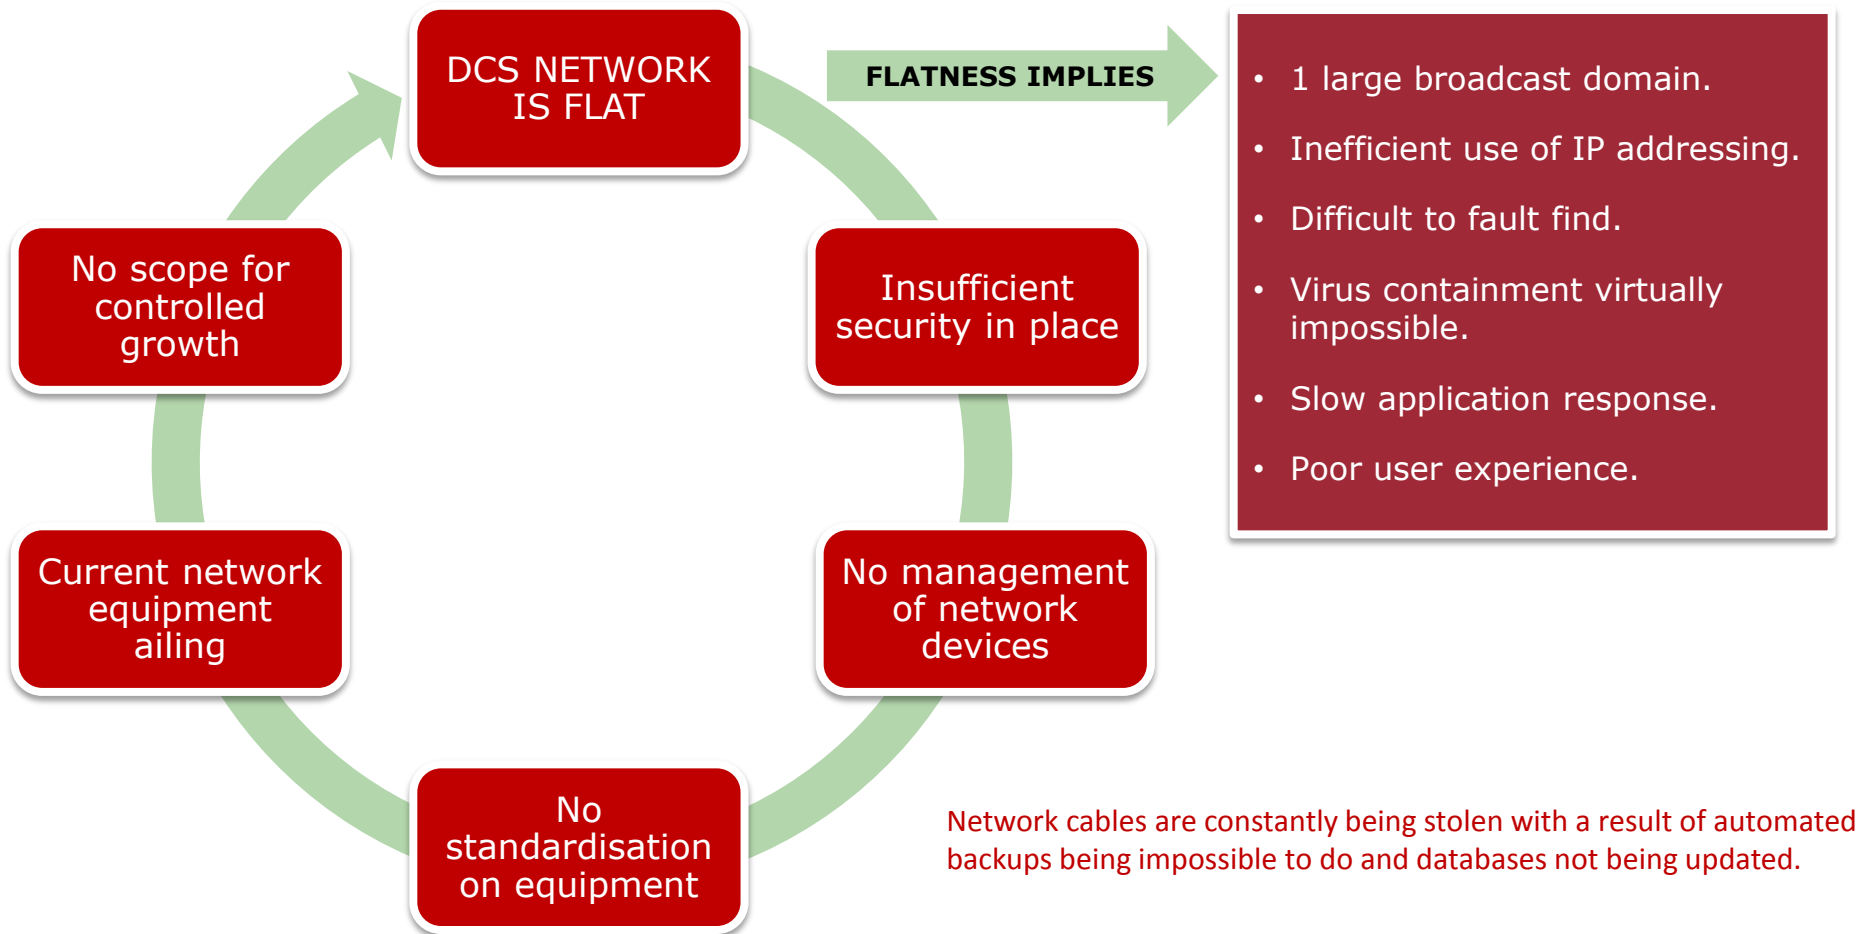 DCS NETWORK
IS FLAT
FLATNESS IMPLIES
• 1 large broadcast domain.
• Inefficient use of IP addressing.
• Difficult to fault find.
• Virus containment virtually
impossible.
• Slow application response.
• Poor user experience.
Insufficient
security in place
No management
of network
devices
No
standardisation
on equipment
Current network
equipment
ailing
No scope for
controlled
growth
Network cables are constantly being stolen with a result of automated
backups being impossible to do and databases not being updated.